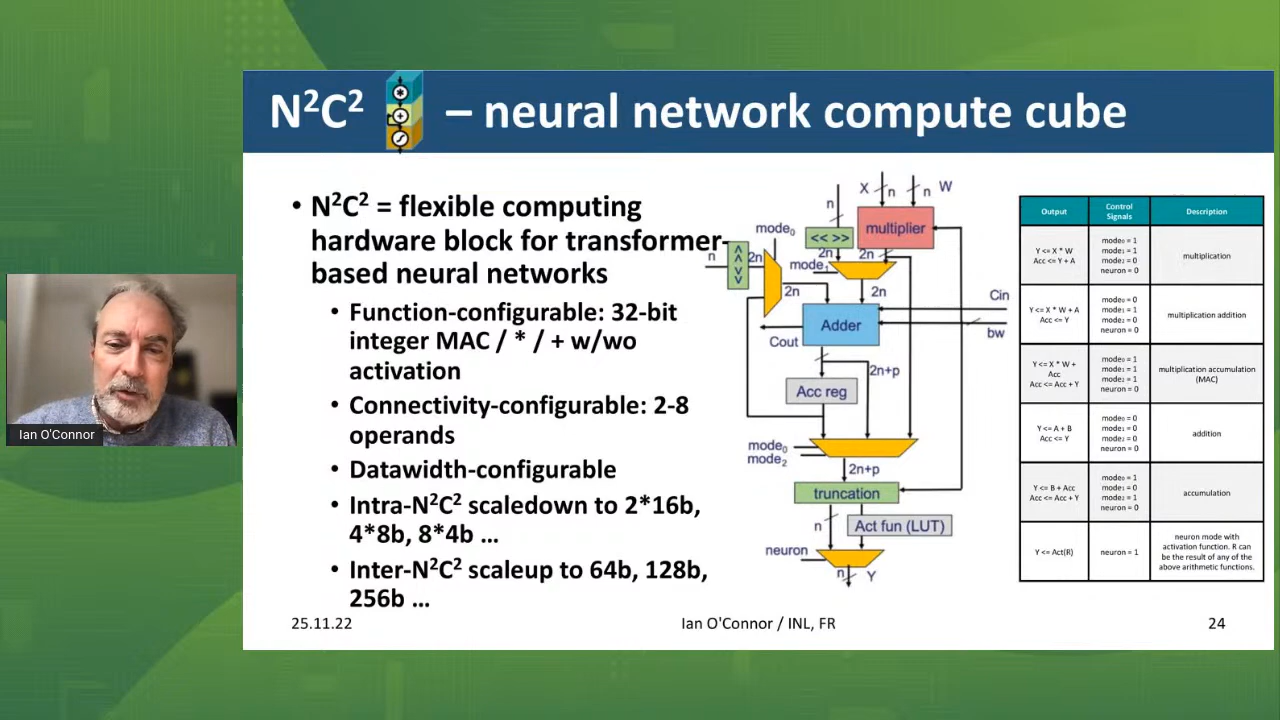 N²C² – neural network compute cube
• N²C² = flexible computing
hardware block for transformer-
based neural networks
• Function-configurable: 32-bit
integer MAC / * / + w/wo
activation
• Connectivity-configurable: 2-8
operands
• Datawidth-configurable
• Intra-N²C² scaledown to 2*16b,
4*8b, 8*4b …
• Inter-N²C² scaleup to 64b, 128b,
256b …
X n n W
n
multiplier
<< >>
mode₀
n
<< >>
2n
2n 2n
mode₁
2n
2n
Cin
Adder
bw
Cout
2n+p
Acc reg
mode₀
mode₂
2n+p
truncation
n
Act fun (LUT)
neuron
n Y
Output
Control
Signals
Description
Y <= X * W
Acc <= Y + A
mode₀ = 1
mode₁ = 1
mode₂ = 0
neuron = 0
multiplication
Y <= X * W + A
Acc <= Y
mode₀ = 0
mode₁ = 1
mode₂ = 0
neuron = 0
multiplication addition
Y <= X * W +
Acc
Acc <= Acc + Y
mode₀ = 1
mode₁ = 1
mode₂ = 1
neuron = 0
multiplication accumulation
(MAC)
Y <= A + B
Acc <= Y
mode₀ = 0
mode₁ = 0
mode₂ = 0
neuron = 0
addition
Y <= B + Acc
Acc <= Acc + Y
mode₀ = 1
mode₁ = 0
mode₂ = 1
neuron = 0
accumulation
Y <= Act(R)
neuron = 1
neuron mode with
activation function. R can
be the result of any of the
above arithmetic functions.
Ian O'Connor
25.11.22
Ian O'Connor / INL, FR
24